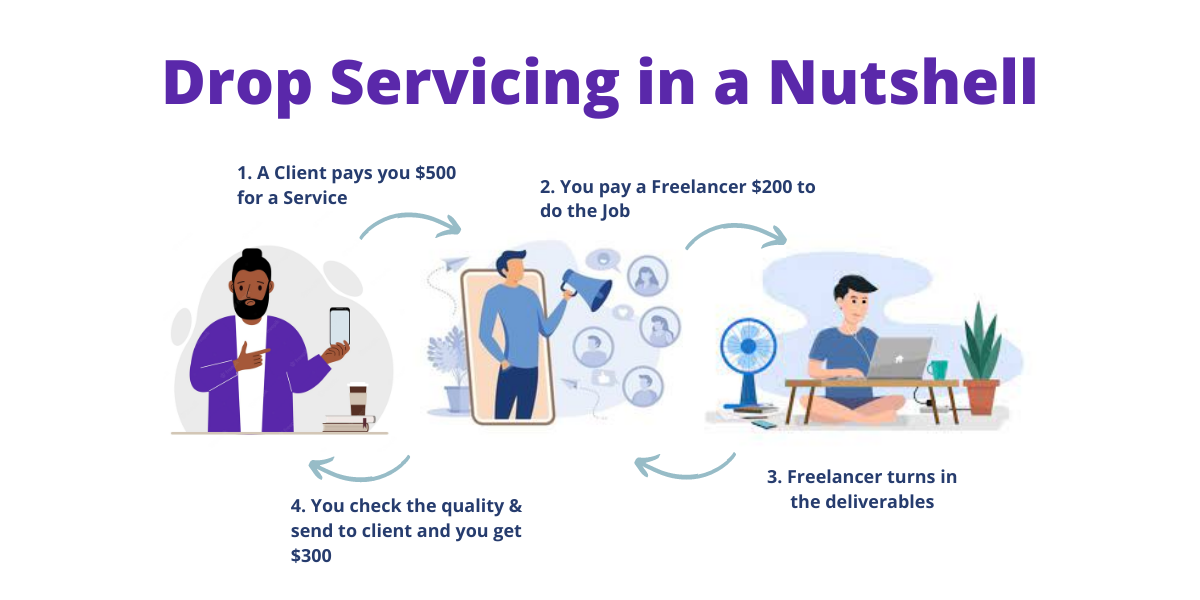 Drop Servicing in a Nutshell
1. A Client pays you $500
for a Service
2. You pay a Freelancer $200 to
do the Job
3. Freelancer turns in
the deliverables
4. You check the quality &
send to client and you get
$300